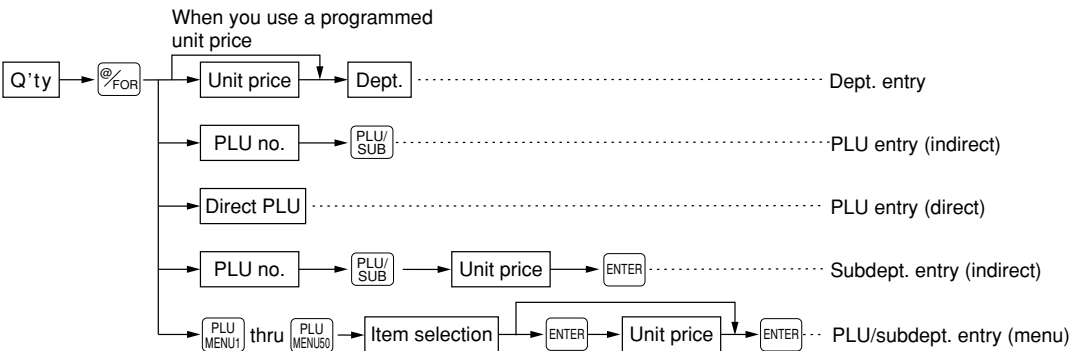 When you use a programmed
unit price
Q'ty @/FOR Unit price Dept. Dept. entry
PLU no. PLU/SUB PLU entry (indirect)
Direct PLU PLU entry (direct)
PLU no. PLU/SUB Unit price ENTER Subdept. entry (indirect)
PLU MENU1 thru PLU MENU50 Item selection ENTER Unit price ENTER PLU/subdept. entry (menu)